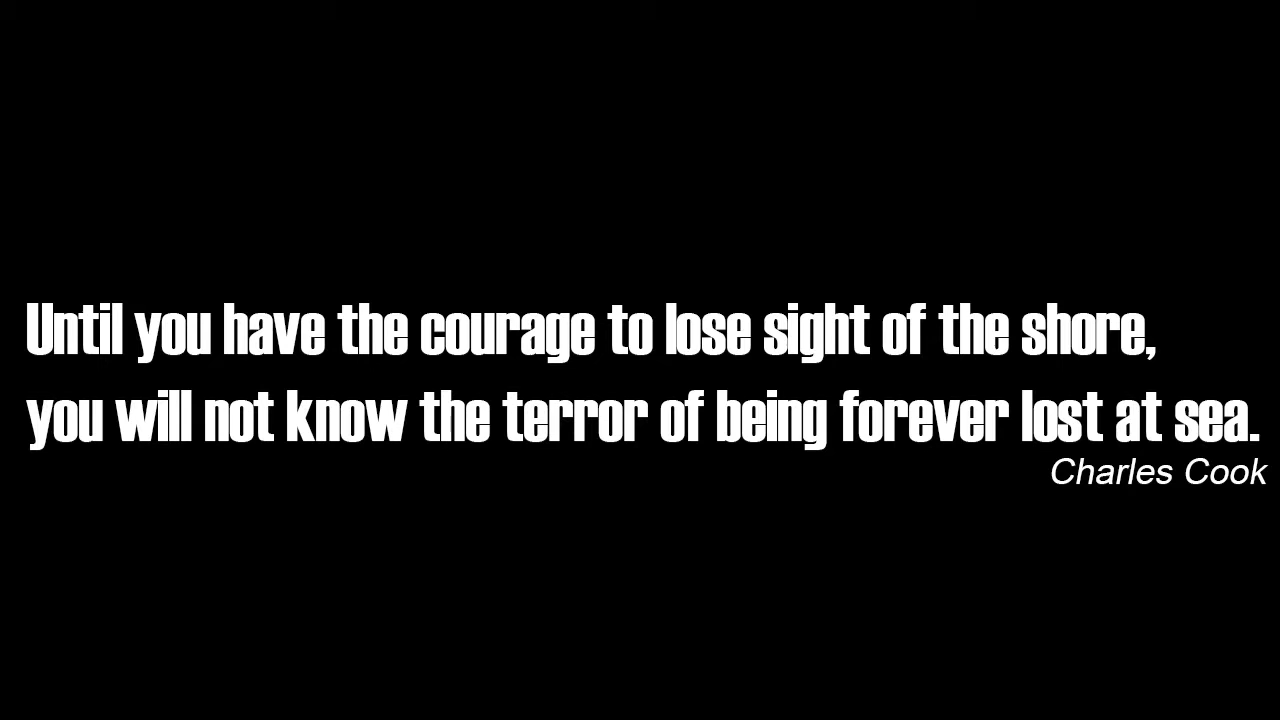 Until you have the courage to lose sight of the shore,
you will not know the terror of being forever lost at sea.
Charles Cook